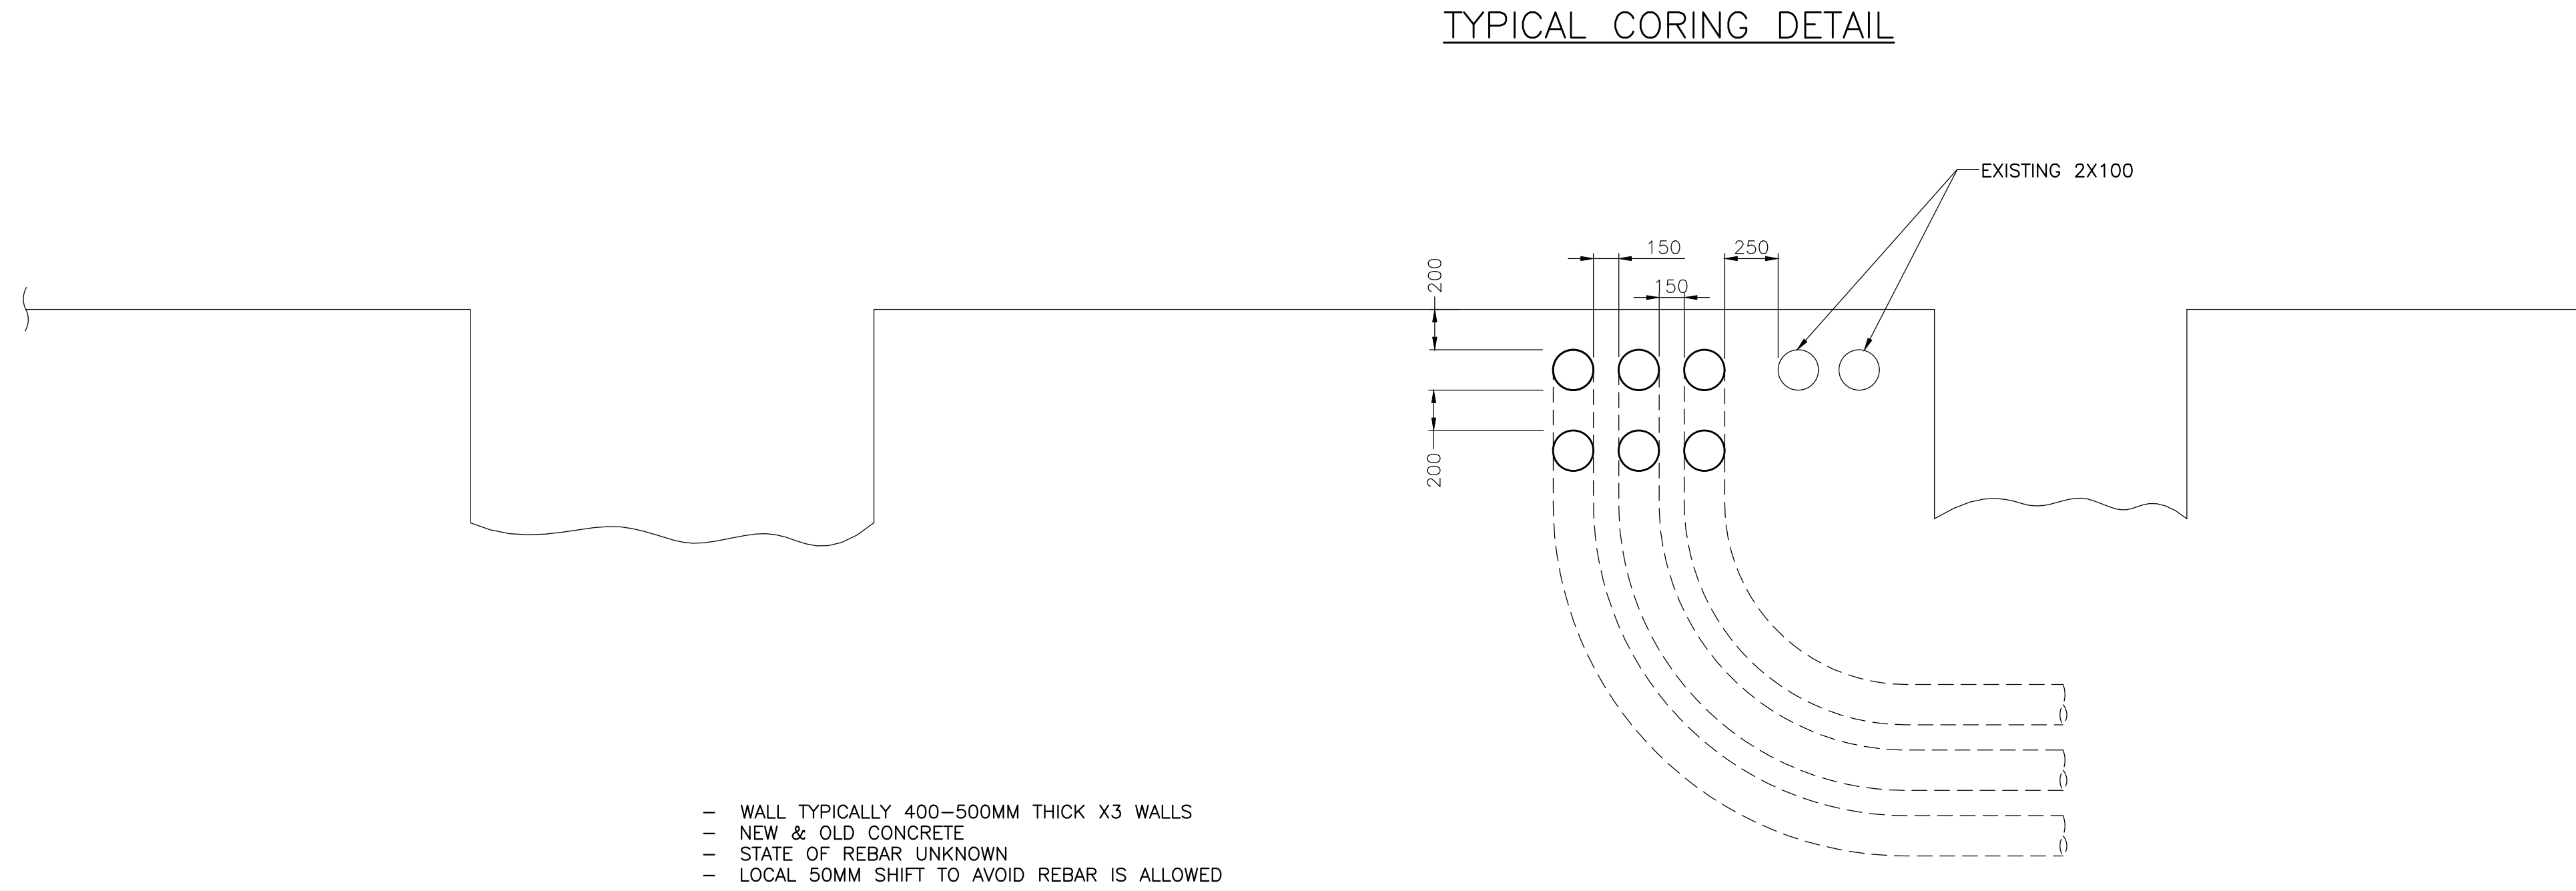 TYPICAL CORING DETAIL
EXISTING 2X100
150
250
200
150
200
- WALL TYPICALLY 400-500MM THICK X3 WALLS
- NEW & OLD CONCRETE
- STATE OF REBAR UNKNOWN
- LOCAL 50MM SHIFT TO AVOID REBAR IS ALLOWED